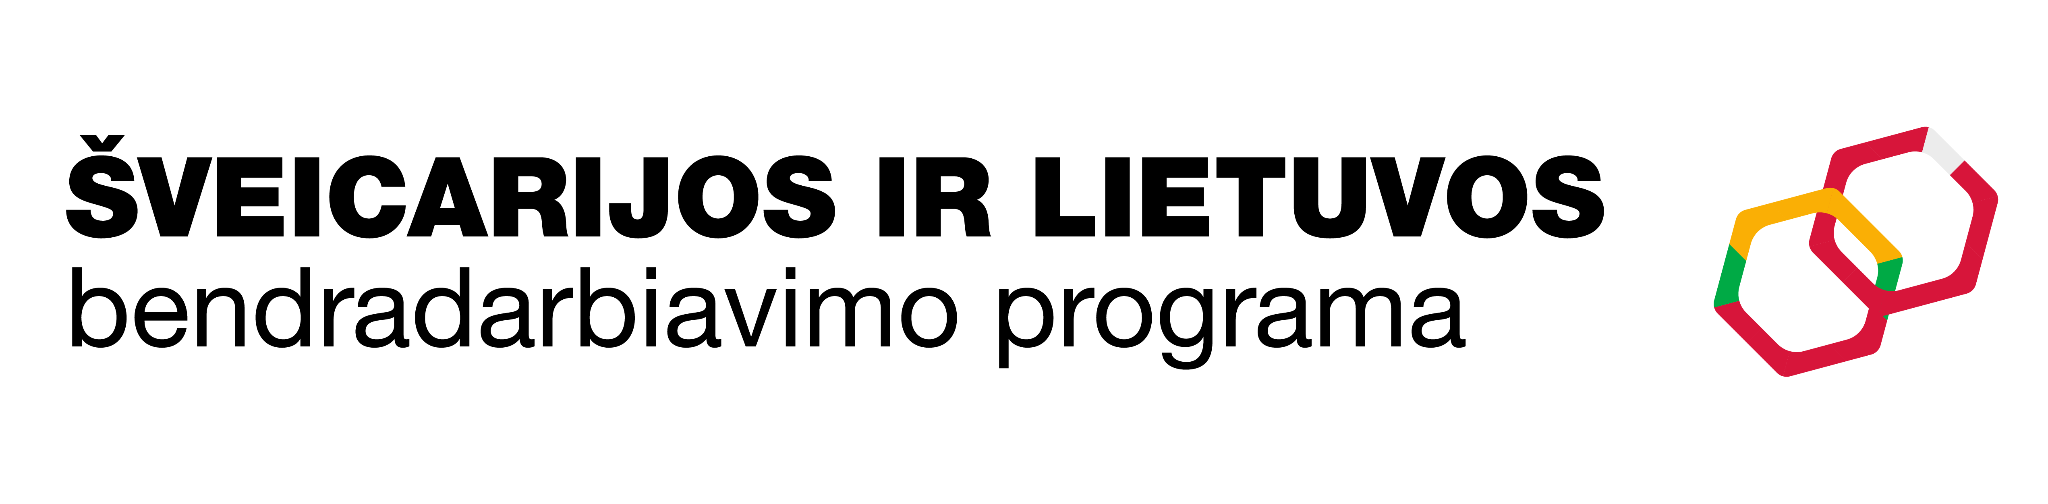 ŠVEICARIJOS IR LIETUVOS
bendradarbiavimo programa